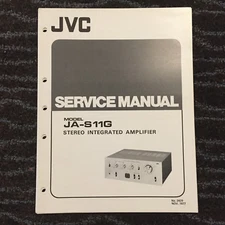 JVC
SERVICE MANUAL
MODEL
JA-S11G
STEREO INTEGRATED AMPLIFIER